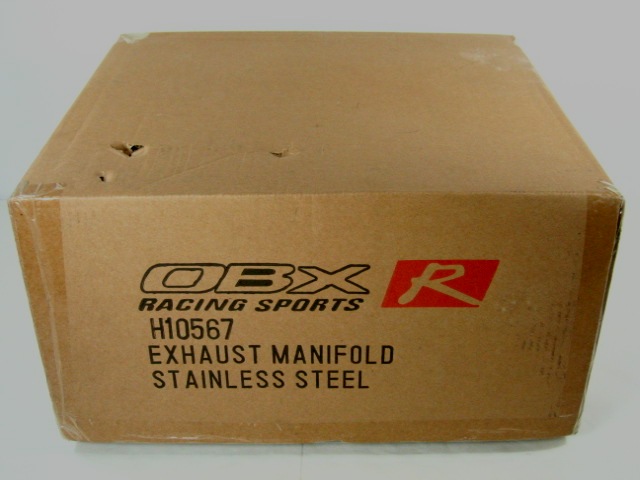 OBX R
RACING SPORTS
H10567
EXHAUST MANIFOLD
STAINLESS STEEL